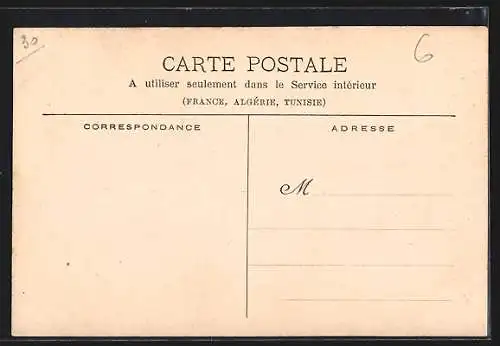 30
6
CARTE POSTALE
A utiliser seulement dans le Service intérieur
(FRANCE, ALGÉRIE, TUNISIE)
CORRESPONDANCE
ADRESSE
M